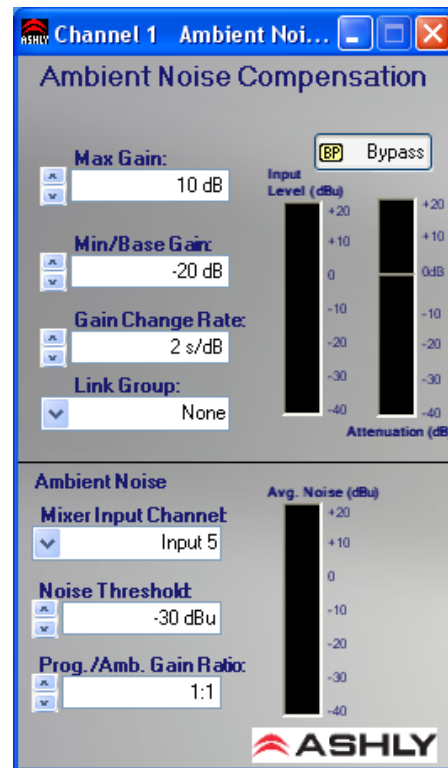 ASHLY Channel 1 Ambient Noi...
Ambient Noise Compensation
BP Bypass
Max Gain:
10 dB
Min/Base Gain:
-20 dB
Gain Change Rate:
2 s/dB
Link Group:
None
Input
Level (dBu)
+20
+10
0
-10
-20
-30
-40
+20
+10
0dB
-10
-20
-30
-40
Attenuation (dB
Ambient Noise
Mixer Input Channel:
Input 5
Noise Threshold:
-30 dBu
Prog./Amb. Gain Ratio:
1:1
Avg. Noise (dBu)
+20
+10
0
-10
-20
-30
-40
ASHLY